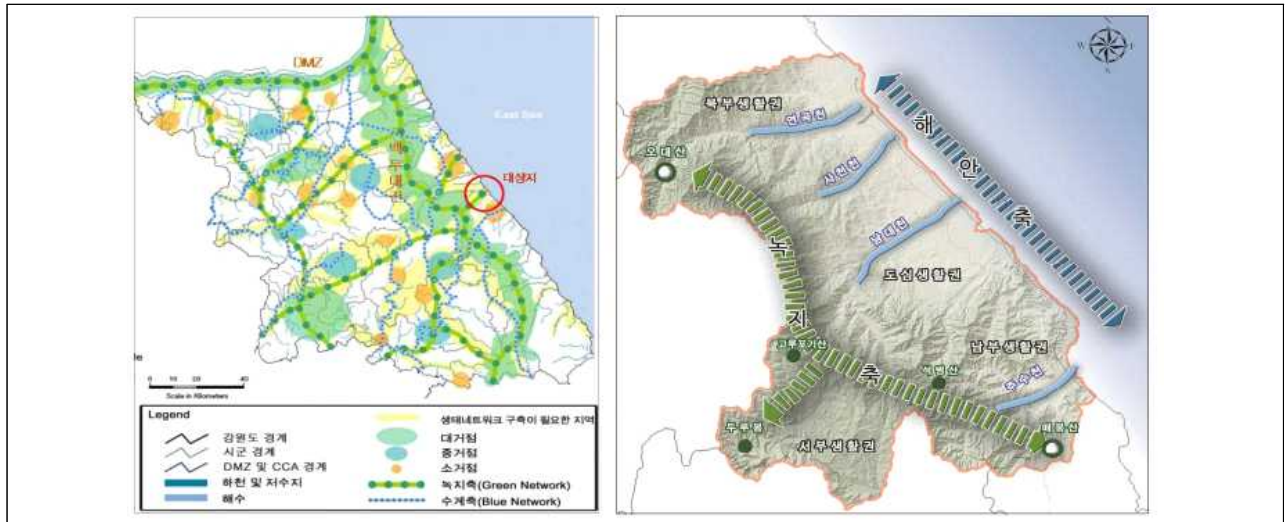 DMZ
East Sea
백두대간
대상지
0 10 20 40
Scale in Kilometers
Legend
강원도 경계
시군 경계
DMZ 및 CCA 경계
하천 및 저수지
해수
생태네트워크 구축이 필요한 지역
대거점
중거점
소거점
녹지축(Green Network)
수계축(Blue Network)
N
W
E
S
북부생활권
연곡천
해안축
오대산
사천천
남대천
녹지축
도심생활권
고루포기산
남부생활권
석병산
주수천
두루봉
서부생활권